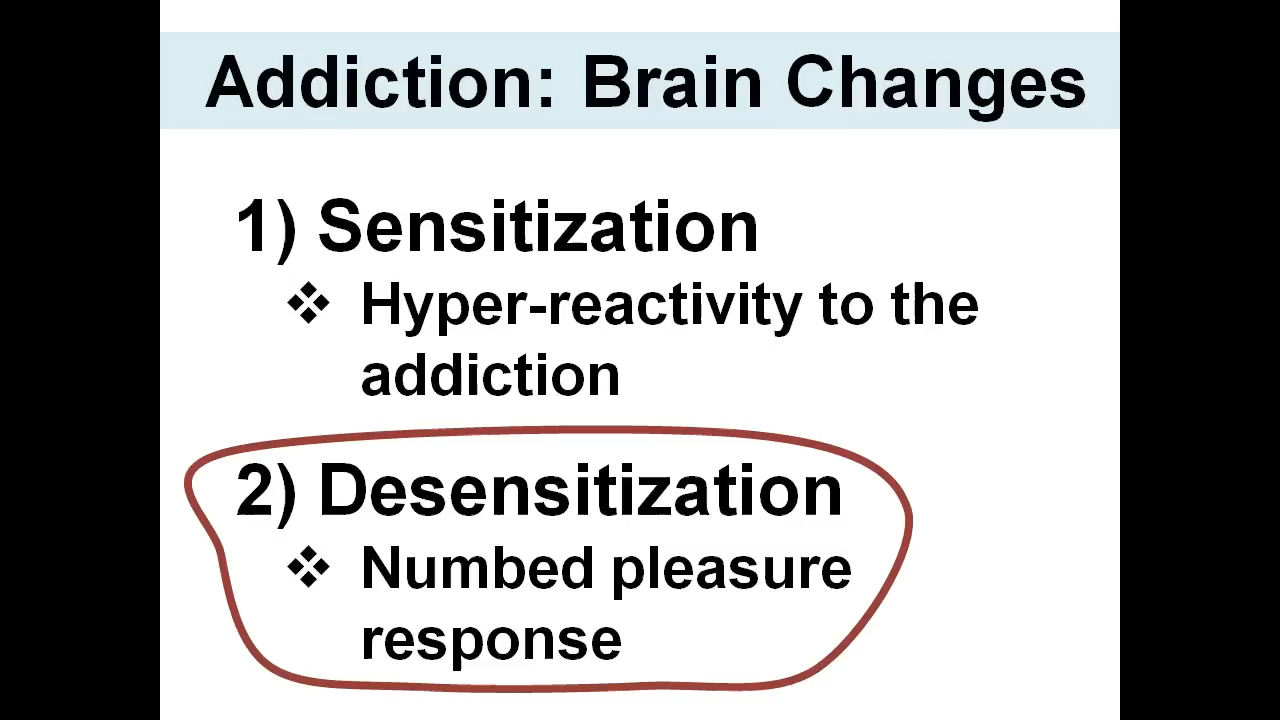 Addiction: Brain Changes
1) Sensitization
❖ Hyper-reactivity to the
addiction
2) Desensitization
❖ Numbed pleasure
response